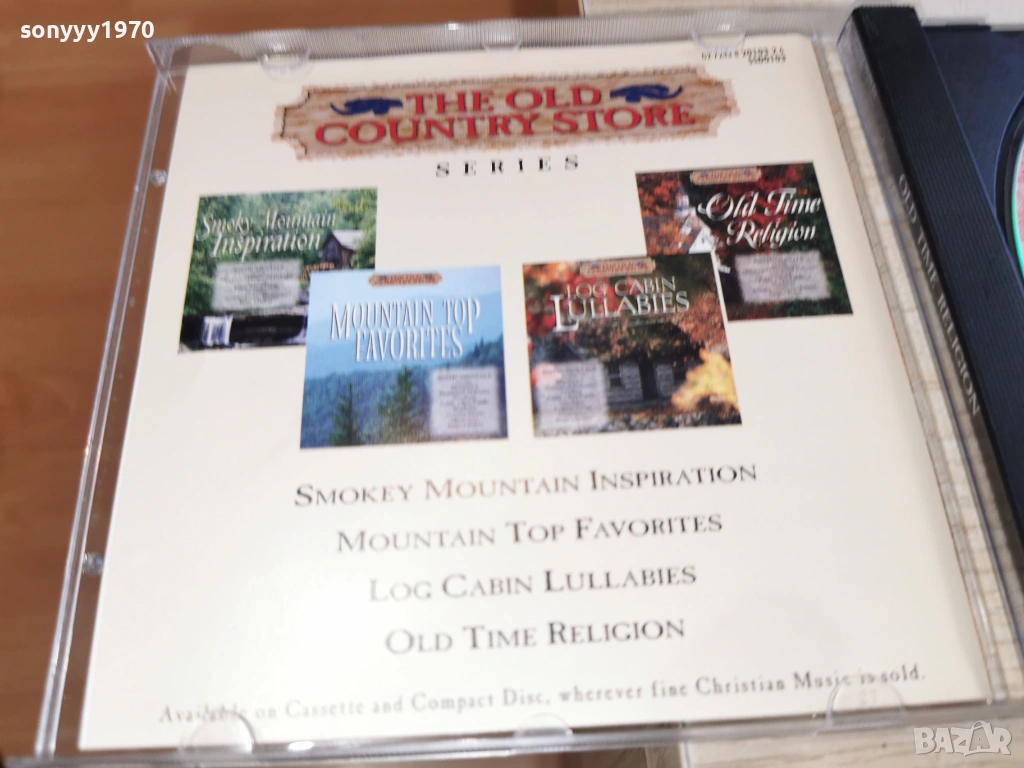 sonyyy1970
THE OLD
COUNTRY STORE
SERIES
Smoky Mountain
Inspiration
Old Time
Religion
MOUNTAIN TOP
FAVORITES
LOG CABIN
LULLABIES
SMOKEY MOUNTAIN INSPIRATION
MOUNTAIN TOP FAVORITES
LOG CABIN LULLABIES
OLD TIME RELIGION
Available on Cassette and Compact Disc, wherever fine Christian Music is sold.
OLD TIME RELIGION
BAZAR